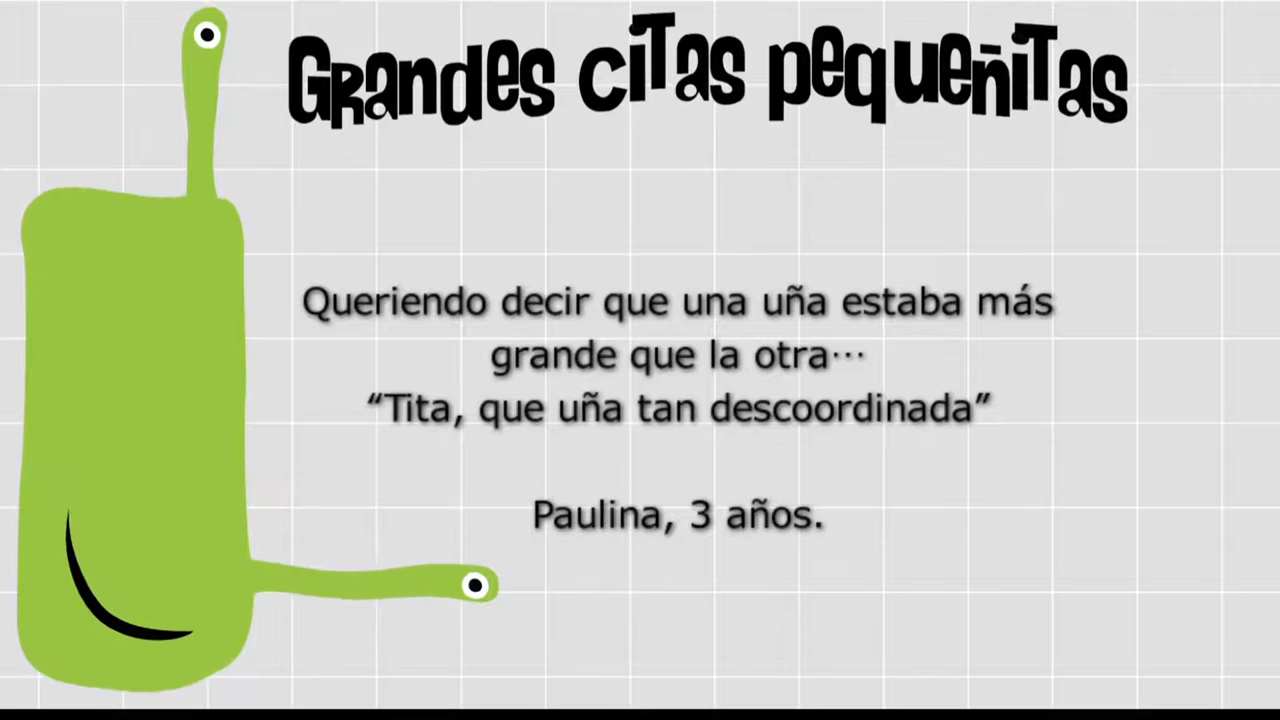 Grandes citas pequeñitas
Queriendo decir que una uña estaba más
grande que la otra…
“Tita, que uña tan descoordinada”
Paulina, 3 años.